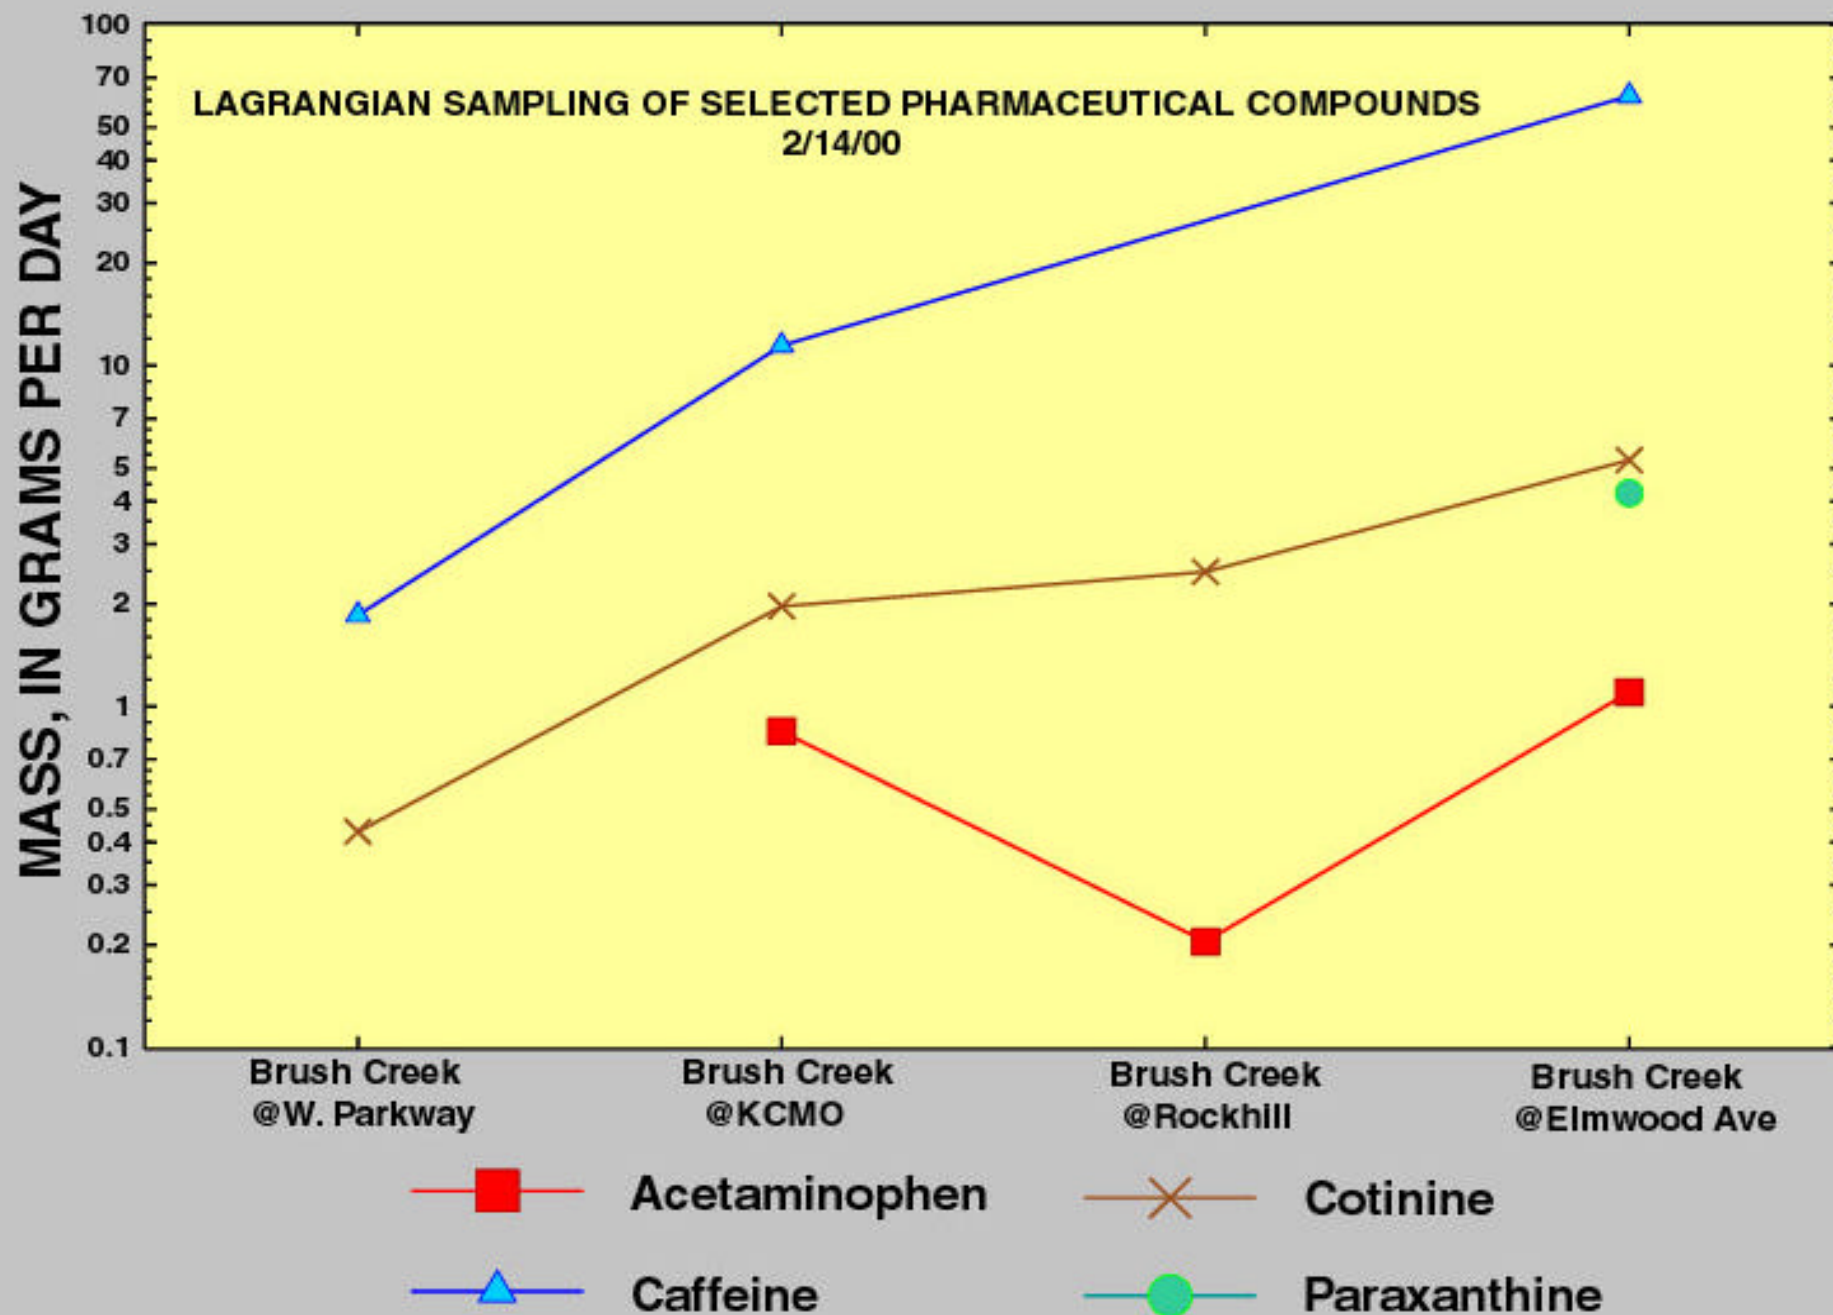 LAGRANGIAN SAMPLING OF SELECTED PHARMACEUTICAL COMPOUNDS
2/14/00
MASS, IN GRAMS PER DAY
100
70
50
40
30
20
10
7
5
4
3
2
1
0.7
0.5
0.4
0.3
0.2
0.1
Brush Creek
@W. Parkway
Brush Creek
@KCMO
Brush Creek
@Rockhill
Brush Creek
@Elmwood Ave
Acetaminophen
Cotinine
Caffeine
Paraxanthine